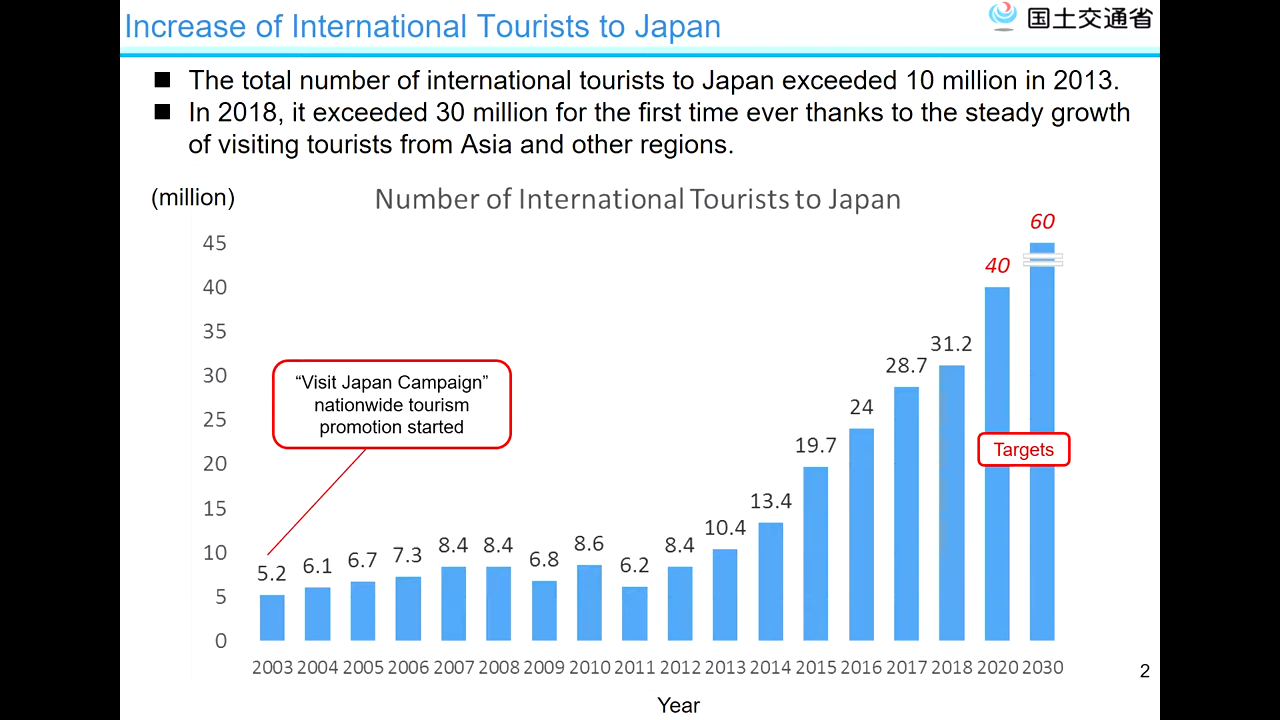 Increase of International Tourists to Japan
国土交通省
■ The total number of international tourists to Japan exceeded 10 million in 2013.
■ In 2018, it exceeded 30 million for the first time ever thanks to the steady growth
of visiting tourists from Asia and other regions.
(million)
Number of International Tourists to Japan
45
40
35
30
25
20
15
10
5
0
“Visit Japan Campaign”
nationwide tourism
promotion started
5.2
6.1
6.7
7.3
8.4
8.4
6.8
8.6
6.2
8.4
10.4
13.4
19.7
24
28.7
31.2
40
60
Targets
2003 2004 2005 2006 2007 2008 2009 2010 2011 2012 2013 2014 2015 2016 2017 2018 2020 2030
Year
2